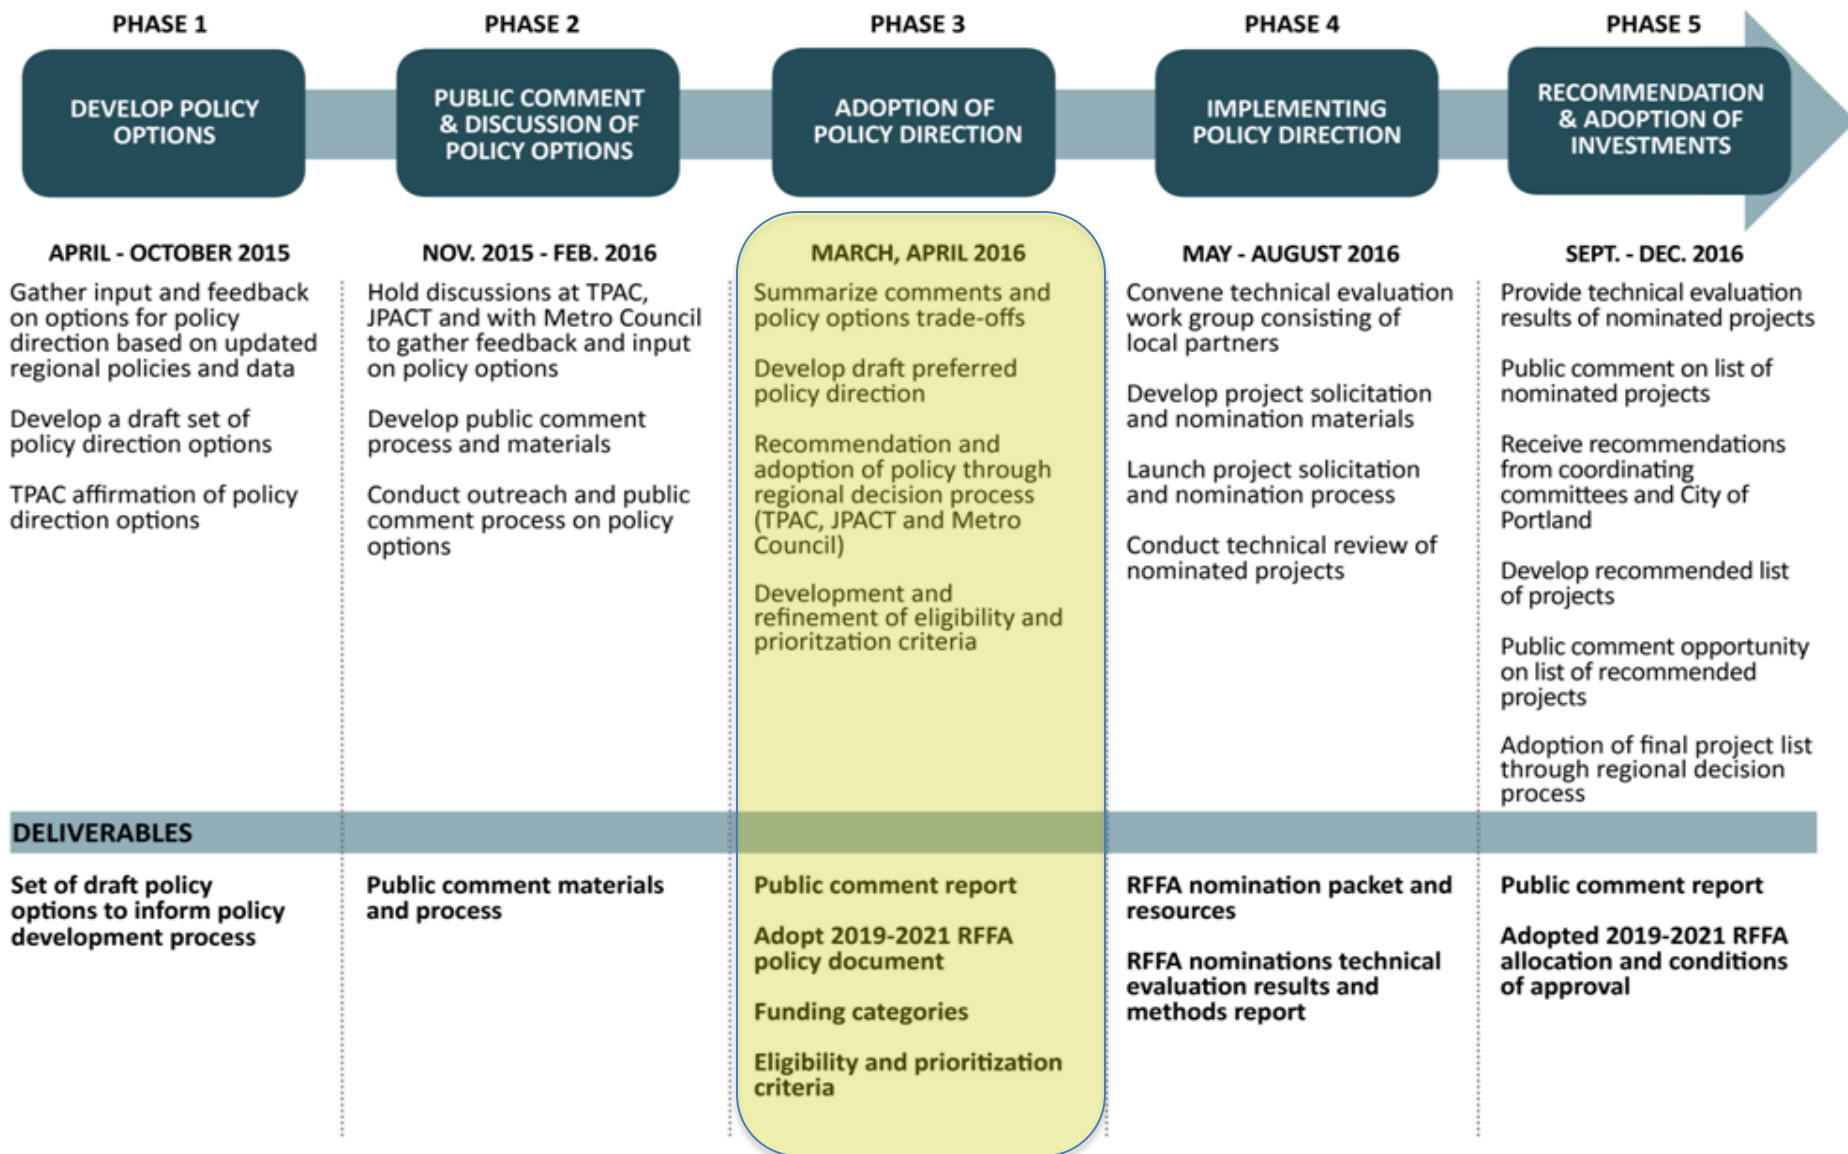 PHASE 1
DEVELOP POLICY
OPTIONS
APRIL - OCTOBER 2015
Gather input and feedback
on options for policy
direction based on updated
regional policies and data
Develop a draft set of
policy direction options
TPAC affirmation of policy
direction options
PHASE 2
PUBLIC COMMENT
& DISCUSSION OF
POLICY OPTIONS
NOV. 2015 - FEB. 2016
Hold discussions at TPAC,
JPACT and with Metro Council
to gather feedback and input
on policy options
Develop public comment
process and materials
Conduct outreach and public
comment process on policy
options
PHASE 3
ADOPTION OF
POLICY DIRECTION
MARCH, APRIL 2016
Summarize comments and
policy options trade-offs
Develop draft preferred
policy direction
Recommendation and
adoption of policy through
regional decision process
(TPAC, JPACT and Metro
Council)
Development and
refinement of eligibility and
prioritzation criteria
PHASE 4
IMPLEMENTING
POLICY DIRECTION
MAY - AUGUST 2016
Convene technical evaluation
work group consisting of
local partners
Develop project solicitation
and nomination materials
Launch project solicitation
and nomination process
Conduct technical review of
nominated projects
PHASE 5
RECOMMENDATION
& ADOPTION OF
INVESTMENTS
SEPT. - DEC. 2016
Provide technical evaluation
results of nominated projects
Public comment on list of
nominated projects
Receive recommendations
from coordinating
committees and City of
Portland
Develop recommended list
of projects
Public comment opportunity
on list of recommended
projects
Adoption of final project list
through regional decision
process
DELIVERABLES
Set of draft policy
options to inform policy
development process
Public comment materials
and process
Public comment report
Adopt 2019-2021 RFFA
policy document
Funding categories
Eligibility and prioritization
criteria
RFFA nomination packet and
resources
RFFA nominations technical
evaluation results and
methods report
Public comment report
Adopted 2019-2021 RFFA
allocation and conditions
of approval